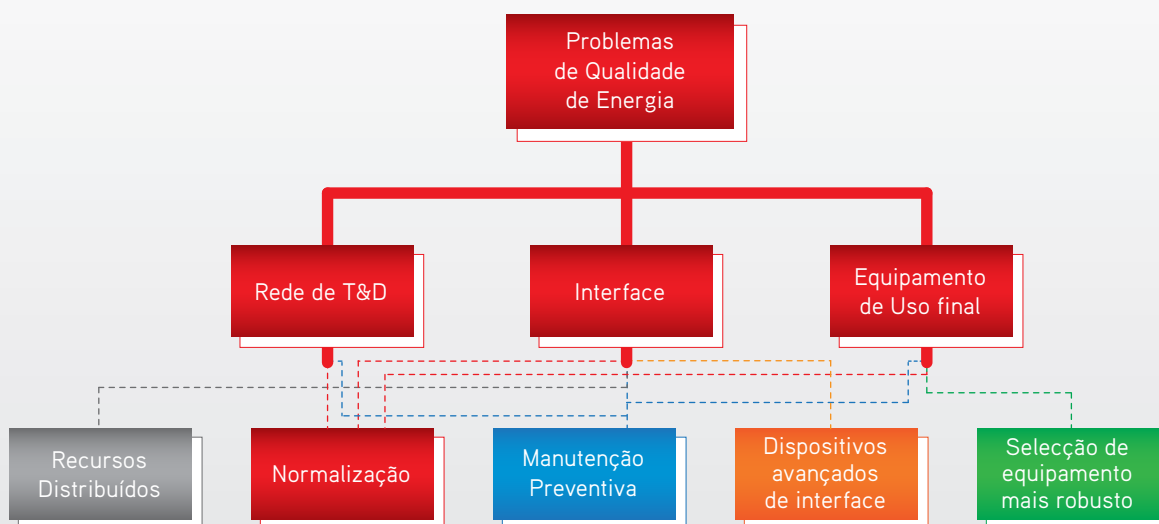 Problemas
de Qualidade
de Energia
Rede de T&D
Interface
Equipamento
de Uso final
Recursos
Distribuídos
Normalização
Manutenção
Preventiva
Dispositivos
avançados
de interface
Selecção de
equipamento
mais robusto